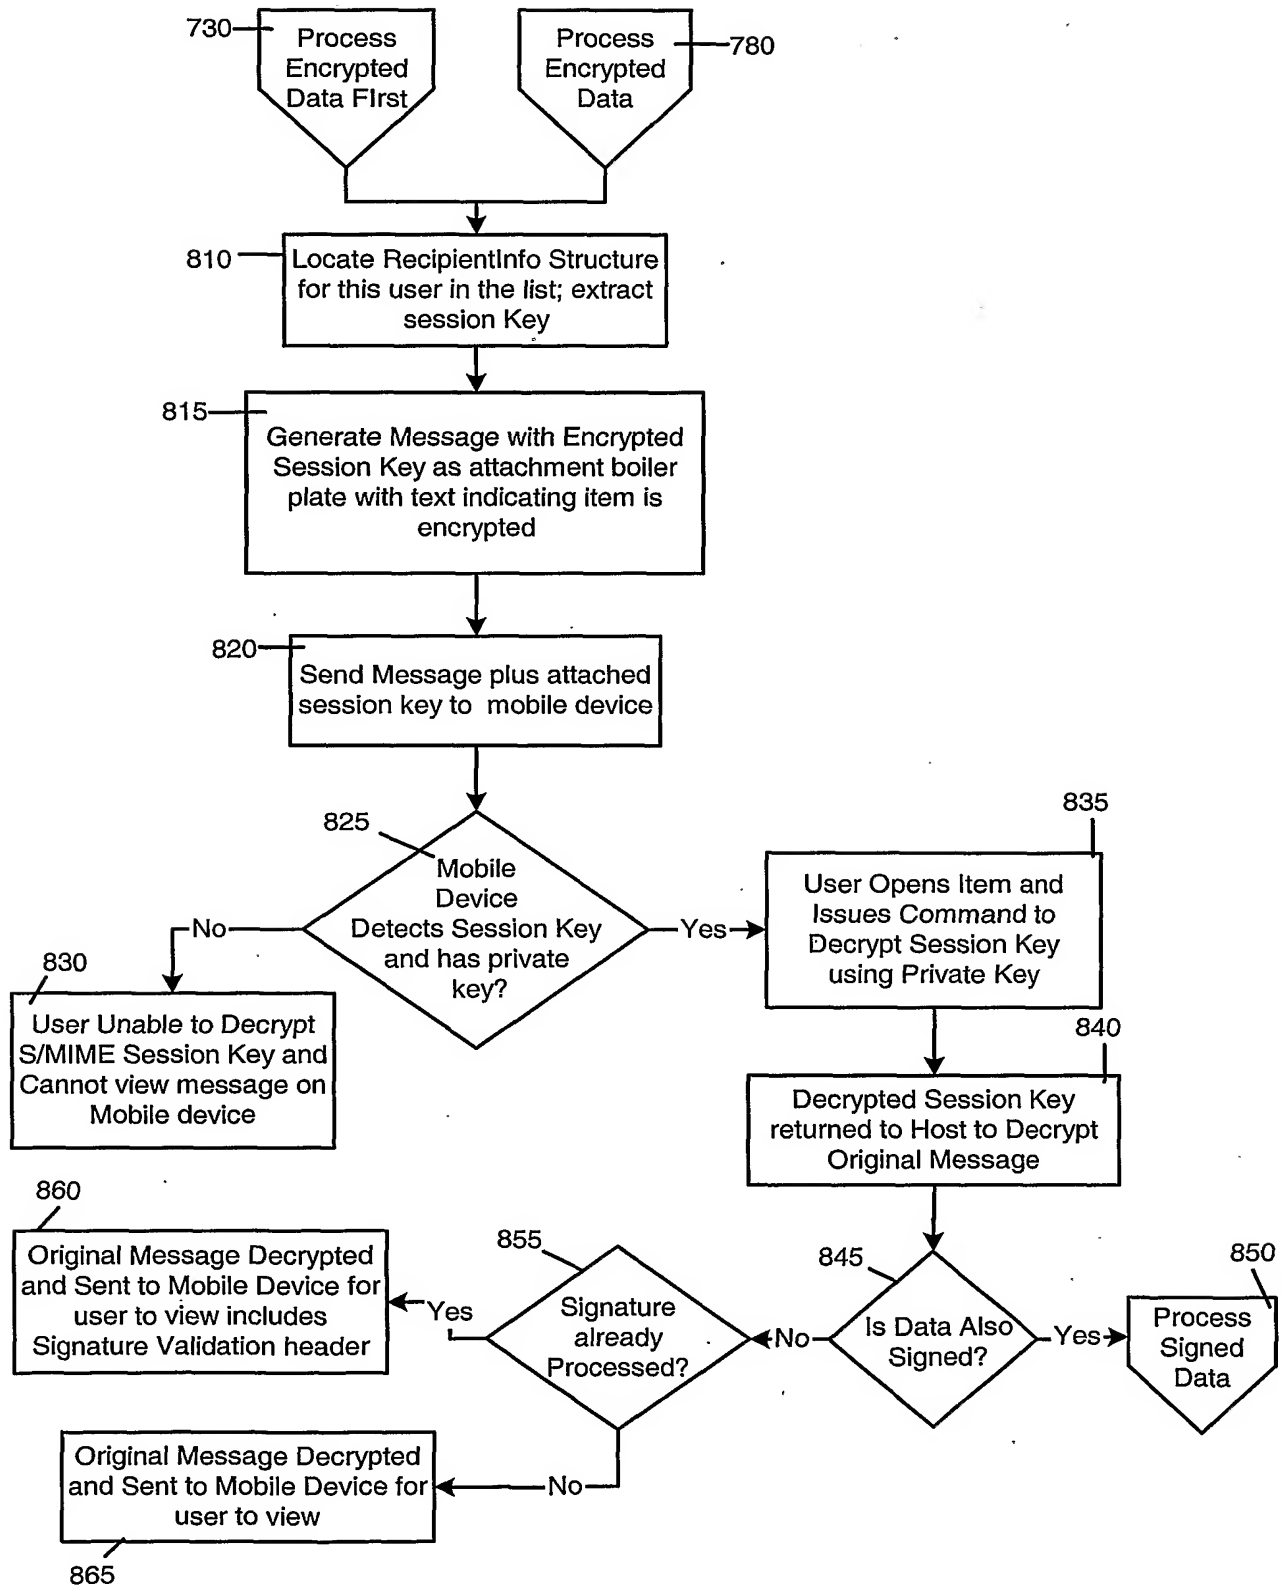 730
Process
Encrypted
Data FIrst
Process
Encrypted
Data
780
810
Locate RecipientInfo Structure
for this user in the list; extract
session Key
815
Generate Message with Encrypted
Session Key as attachment boiler
plate with text indicating item is
encrypted
820
Send Message plus attached
session key to mobile device
825
Mobile
Device
Detects Session Key
and has private
key?
No
Yes
830
User Unable to Decrypt
S/MIME Session Key and
Cannot view message on
Mobile device
835
User Opens Item and
Issues Command to
Decrypt Session Key
using Private Key
840
Decrypted Session Key
returned to Host to Decrypt
Original Message
845
Is Data Also
Signed?
Yes
850
Process
Signed
Data
No
855
Signature
already
Processed?
Yes
860
Original Message Decrypted
and Sent to Mobile Device for
user to view includes
Signature Validation header
No
Original Message Decrypted
and Sent to Mobile Device for
user to view
865